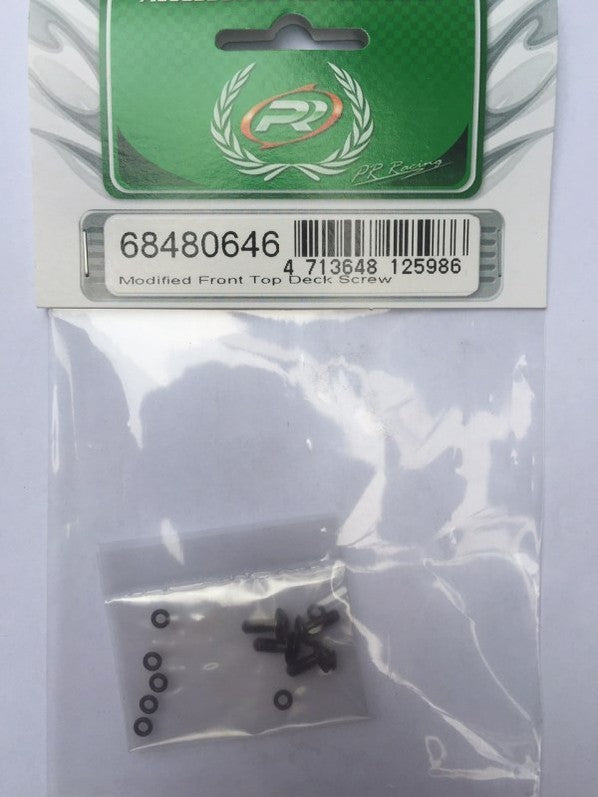 PR
PR Racing
68480646
4 713648 125986
Modified Front Top Deck Screw